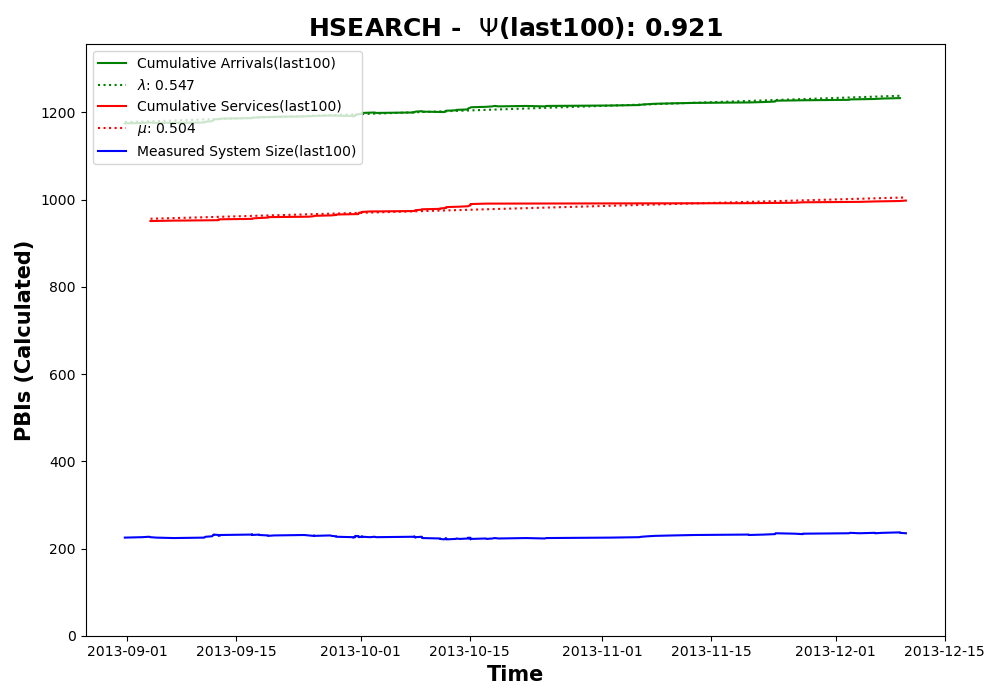 HSEARCH - Ψ(last100): 0.921
Cumulative Arrivals(last100)
λ: 0.547
Cumulative Services(last100)
μ: 0.504
Measured System Size(last100)
PBIs (Calculated)
1200
1000
800
600
400
200
0
2013-09-01 2013-09-15 2013-10-01 2013-10-15 2013-11-01 2013-11-15 2013-12-01 2013-12-15
Time